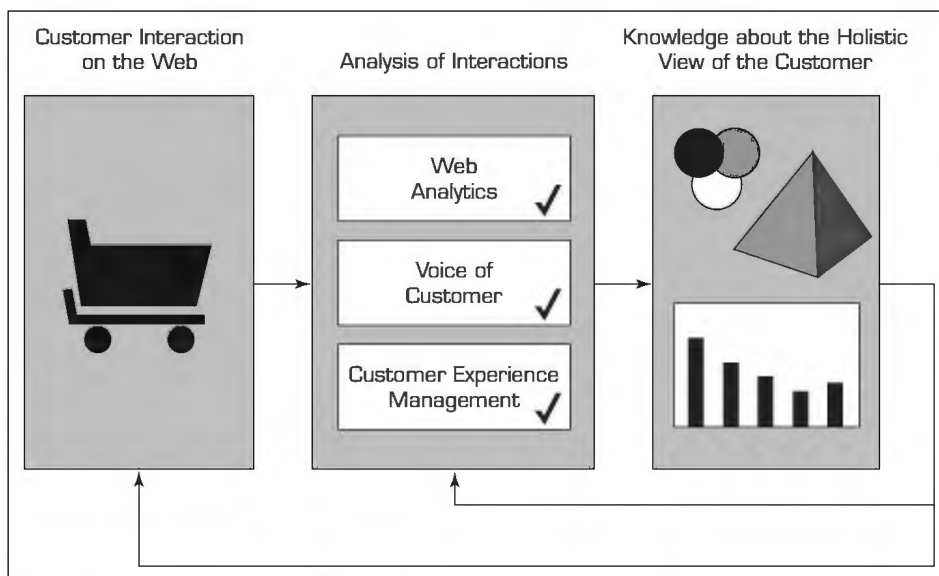 Customer Interaction
on the Web
Analysis of Interactions
Knowledge about the Holistic
View of the Customer
Web
Analytics
Voice of
Customer
Customer Experience
Management